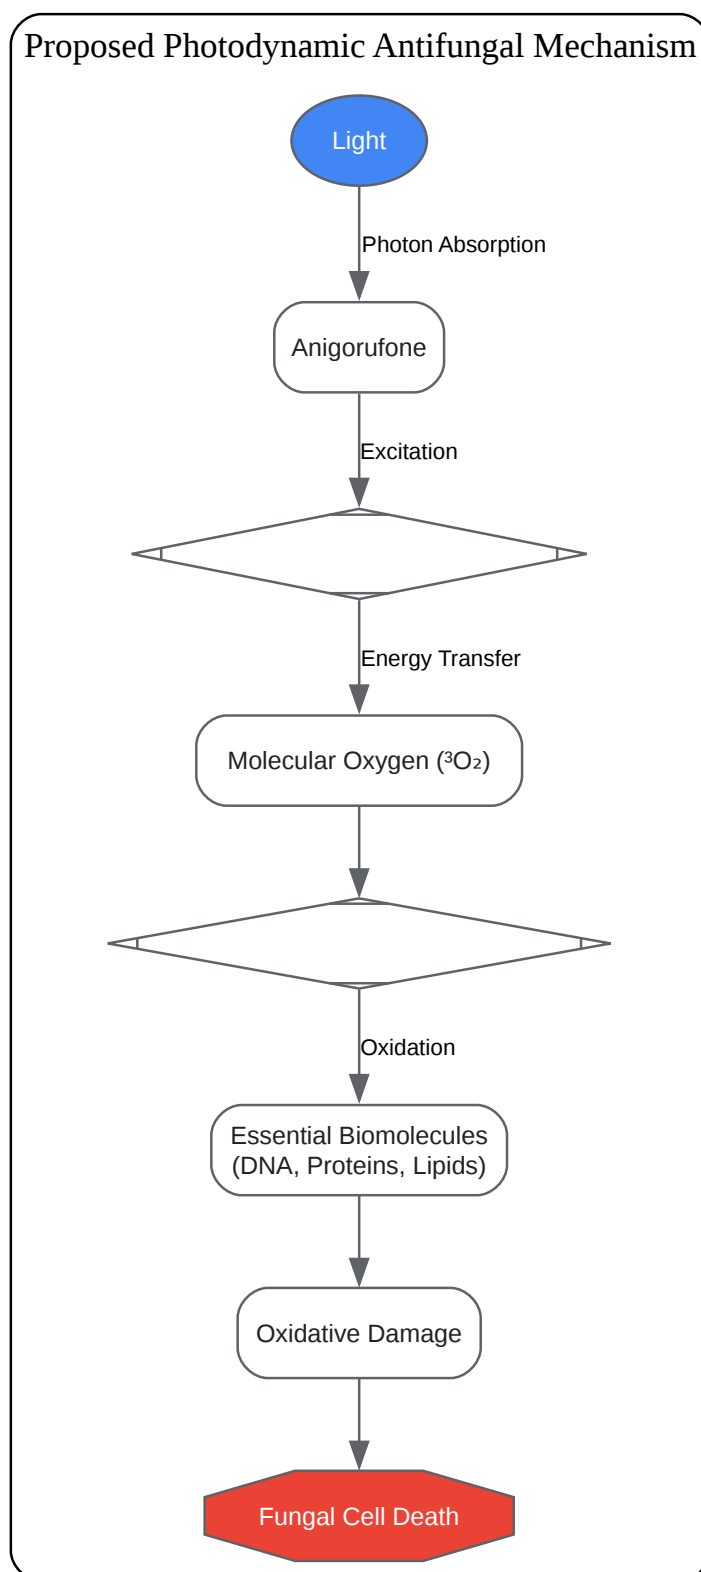 Proposed Photodynamic Antifungal Mechanism
Light
Photon Absorption
Anigorufone
Excitation
Energy Transfer
Molecular Oxygen (³O₂)
Oxidation
Essential Biomolecules
(DNA, Proteins, Lipids)
Oxidative Damage
Fungal Cell Death